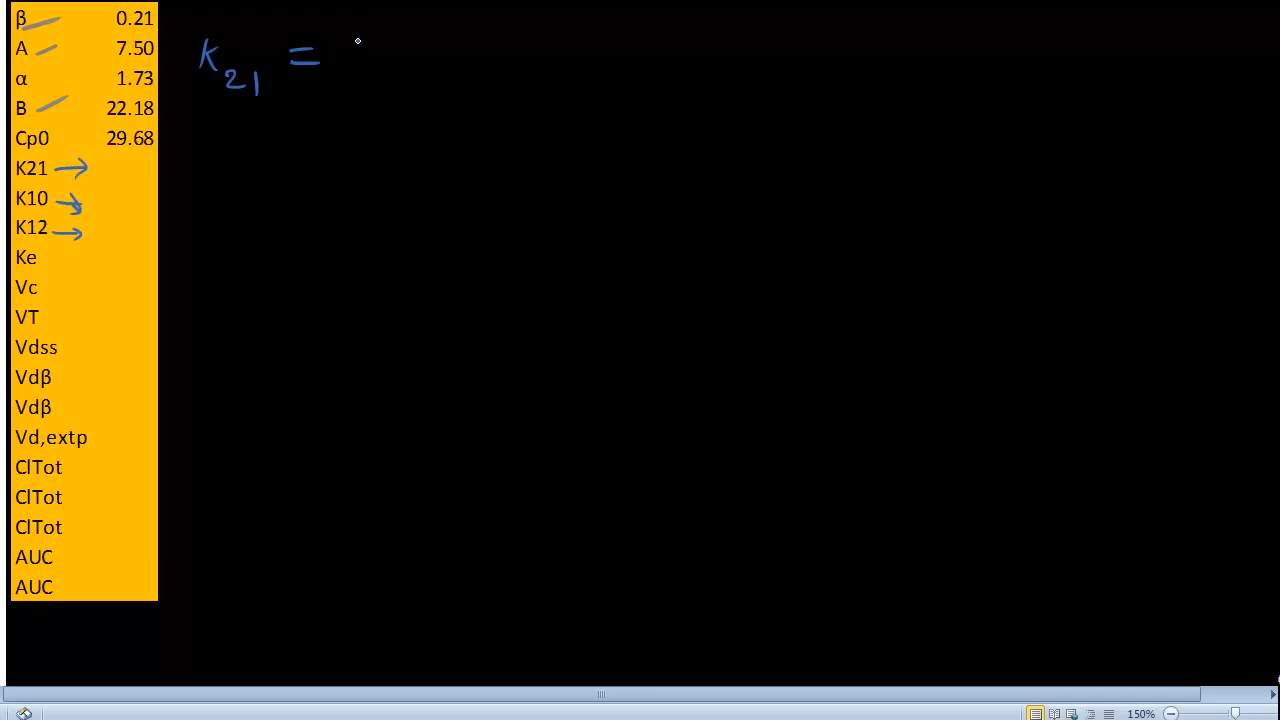 β 0.21
A 7.50
α 1.73
B 22.18
Cp0 29.68
K21
K10
K12
Ke
Vc
VT
Vdss
Vdβ
Vdβ
Vd,extp
ClTot
ClTot
ClTot
AUC
AUC
K21 =
150%